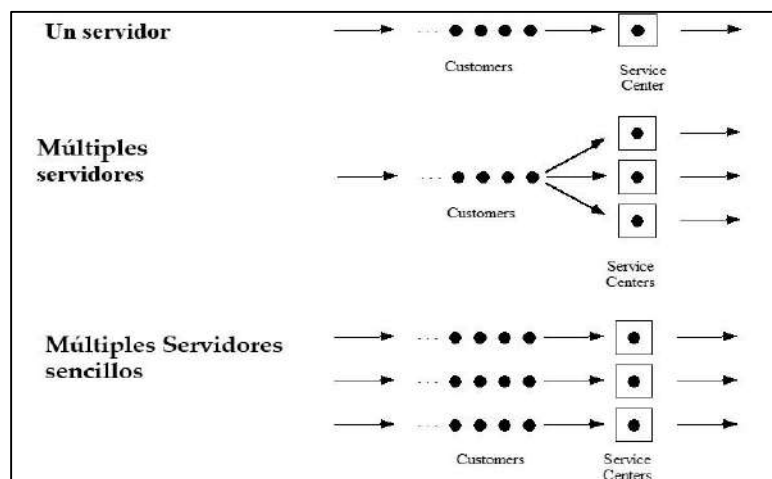 Un servidor
Customers
Service
Center
Múltiples
servidores
Customers
Service
Centers
Múltiples Servidores
sencillos
Customers
Service
Centers